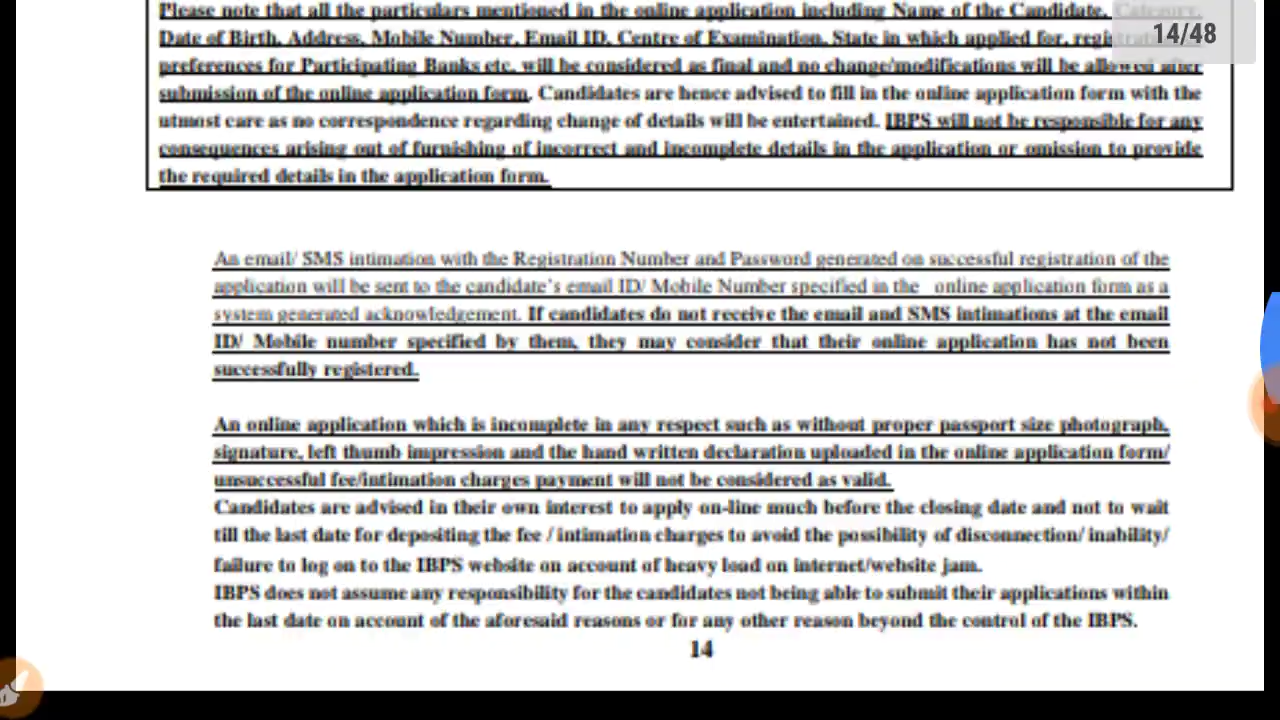 Please note that all the particulars mentioned in the online application including Name of the Candidate, Category,
14/48
Date of Birth, Address, Mobile Number, Email ID, Centre of Examination, State in which applied for,
preferences for Participating Banks etc. will be considered as final and no change/modifications will be allowed after
submission of the online application form. Candidates are hence advised to fill in the online application form with the
utmost care as no correspondence regarding change of details will be entertained. IBPS will not be responsible for any
consequences arising out of furnishing of incorrect and incomplete details in the application or omission to provide
the required details in the application form.
An email/ SMS intimation with the Registration Number and Password generated on successful registration of the
application will be sent to the candidate's email ID/ Mobile Number specified in the online application form as a
system generated acknowledgement. If candidates do not receive the email and SMS intimations at the email
ID/ Mobile number specified by them, they may consider that their online application has not been
successfully registered.
An online application which is incomplete in any respect such as without proper passport size photograph,
signature, left thumb impression and the hand written declaration uploaded in the online application form/
unsuccessful fee/intimation charges payment will not be considered as valid.
Candidates are advised in their own interest to apply on-line much before the closing date and not to wait
till the last date for depositing the fee / intimation charges to avoid the possibility of disconnection/ inability/
failure to log on to the IBPS website on account of heavy load on internet/website jam.
IBPS does not assume any responsibility for the candidates not being able to submit their applications within
the last date on account of the aforesaid reasons or for any other reason beyond the control of the IBPS.
14